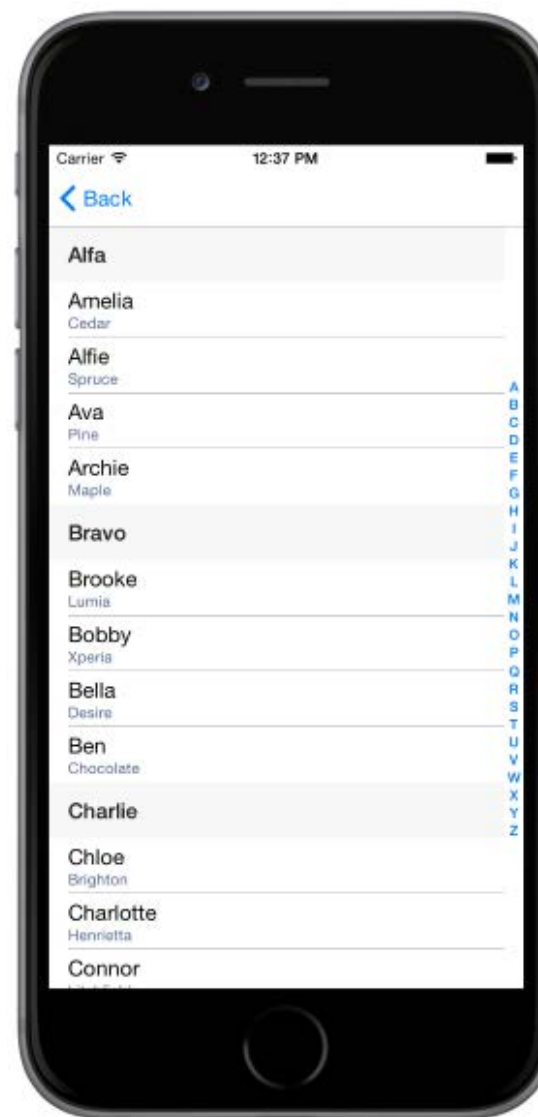 Carrier 12:37 PM
Back
Alfa
Amelia
Cedar
Alfie
Spruce
Ava
Pine
Archie
Maple
Bravo
Brooke
Lumia
Bobby
Xperia
Bella
Desire
Ben
Chocolate
Charlie
Chloe
Brighton
Charlotte
Henrietta
Connor
A
B
C
D
E
F
G
H
I
J
K
L
M
N
O
P
Q
R
S
T
U
V
W
X
Y
Z